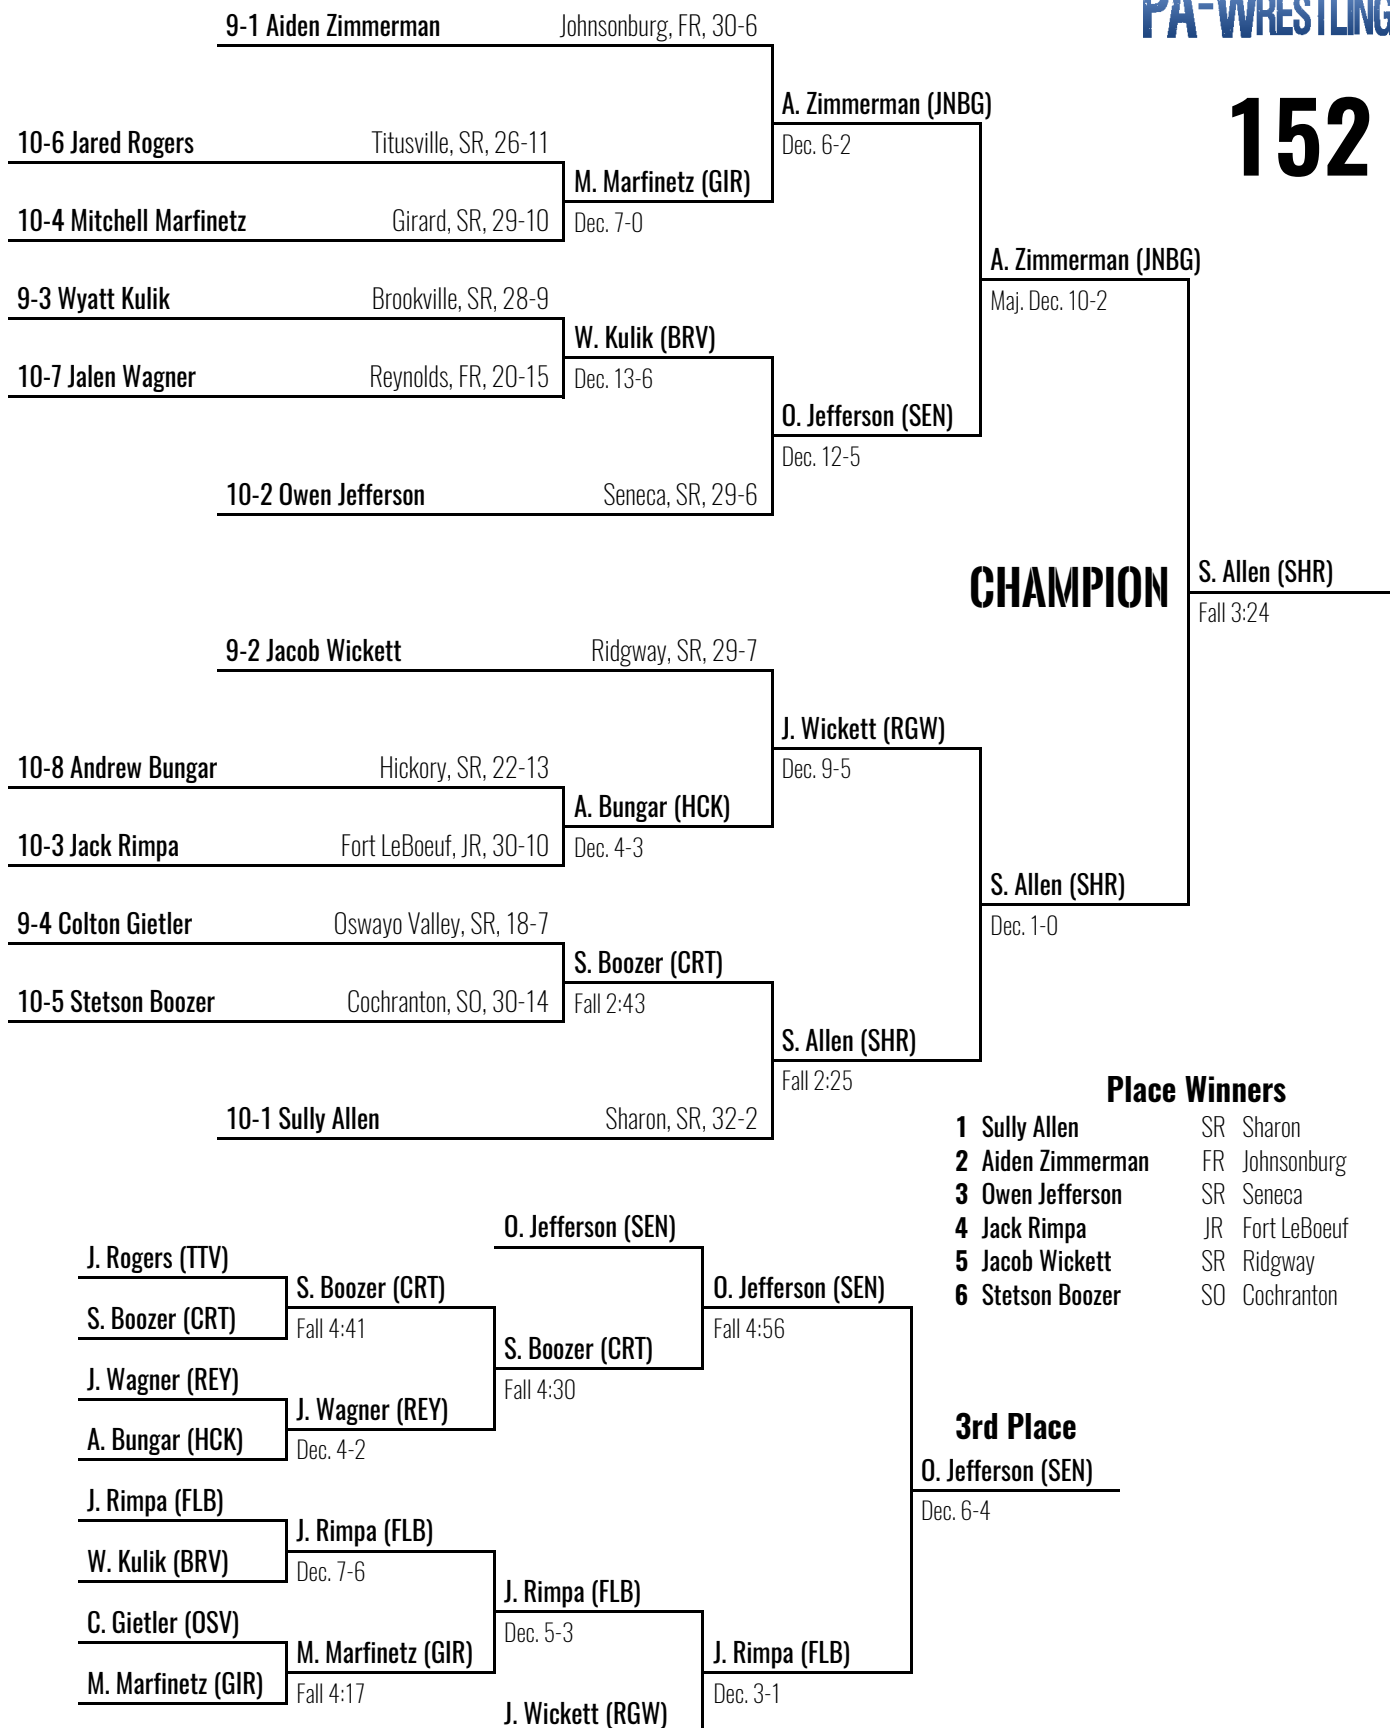 PA-WRESTLING
152
9-1 Aiden Zimmerman Johnsonburg, FR, 30-6
A. Zimmerman (JNBG)
Dec. 6-2
10-6 Jared Rogers Titusville, SR, 26-11
M. Marfinetz (GIR)
Dec. 7-0
10-4 Mitchell Marfinetz Girard, SR, 29-10
A. Zimmerman (JNBG)
Maj. Dec. 10-2
9-3 Wyatt Kulik Brookville, SR, 28-9
W. Kulik (BRV)
Dec. 13-6
10-7 Jalen Wagner Reynolds, FR, 20-15
O. Jefferson (SEN)
Dec. 12-5
10-2 Owen Jefferson Seneca, SR, 29-6
CHAMPION
S. Allen (SHR)
Fall 3:24
9-2 Jacob Wickett Ridgway, SR, 29-7
J. Wickett (RGW)
Dec. 9-5
10-8 Andrew Bungar Hickory, SR, 22-13
A. Bungar (HCK)
Dec. 4-3
10-3 Jack Rimpa Fort LeBoeuf, JR, 30-10
S. Allen (SHR)
Dec. 1-0
9-4 Colton Gietler Oswayo Valley, SR, 18-7
S. Boozer (CRT)
Fall 2:43
10-5 Stetson Boozer Cochranton, SO, 30-14
S. Allen (SHR)
Fall 2:25
10-1 Sully Allen Sharon, SR, 32-2
Place Winners
1 Sully Allen SR Sharon
2 Aiden Zimmerman FR Johnsonburg
3 Owen Jefferson SR Seneca
4 Jack Rimpa JR Fort LeBoeuf
5 Jacob Wickett SR Ridgway
6 Stetson Boozer SO Cochranton
O. Jefferson (SEN)
J. Rogers (TTV)
S. Boozer (CRT)
Fall 4:41
S. Boozer (CRT)
O. Jefferson (SEN)
Fall 4:56
S. Boozer (CRT)
Fall 4:30
J. Wagner (REY)
J. Wagner (REY)
Dec. 4-2
A. Bungar (HCK)
3rd Place
O. Jefferson (SEN)
Dec. 6-4
J. Rimpa (FLB)
J. Rimpa (FLB)
Dec. 7-6
W. Kulik (BRV)
J. Rimpa (FLB)
Dec. 5-3
C. Gietler (OSV)
M. Marfinetz (GIR)
Fall 4:17
M. Marfinetz (GIR)
J. Rimpa (FLB)
Dec. 3-1
J. Wickett (RGW)